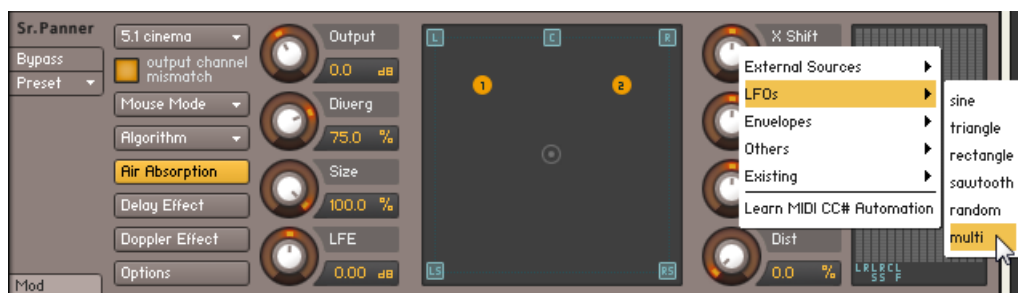 Sr.Panner
Bypass
Preset
Mod
5.1 cinema
output channel
mismatch
Mouse Mode
Algorithm
Air Absorption
Delay Effect
Doppler Effect
Options
Output
0.0 dB
Diverg
75.0 %
Size
100.0 %
LFE
0.00 dB
L
C
R
1
2
LS
RS
X Shift
External Sources
LFOs
Envelopes
Others
Existing
Learn MIDI CC# Automation
sine
triangle
rectangle
sawtooth
random
multi
Dist
0.0 %
LRLRCL
SS F